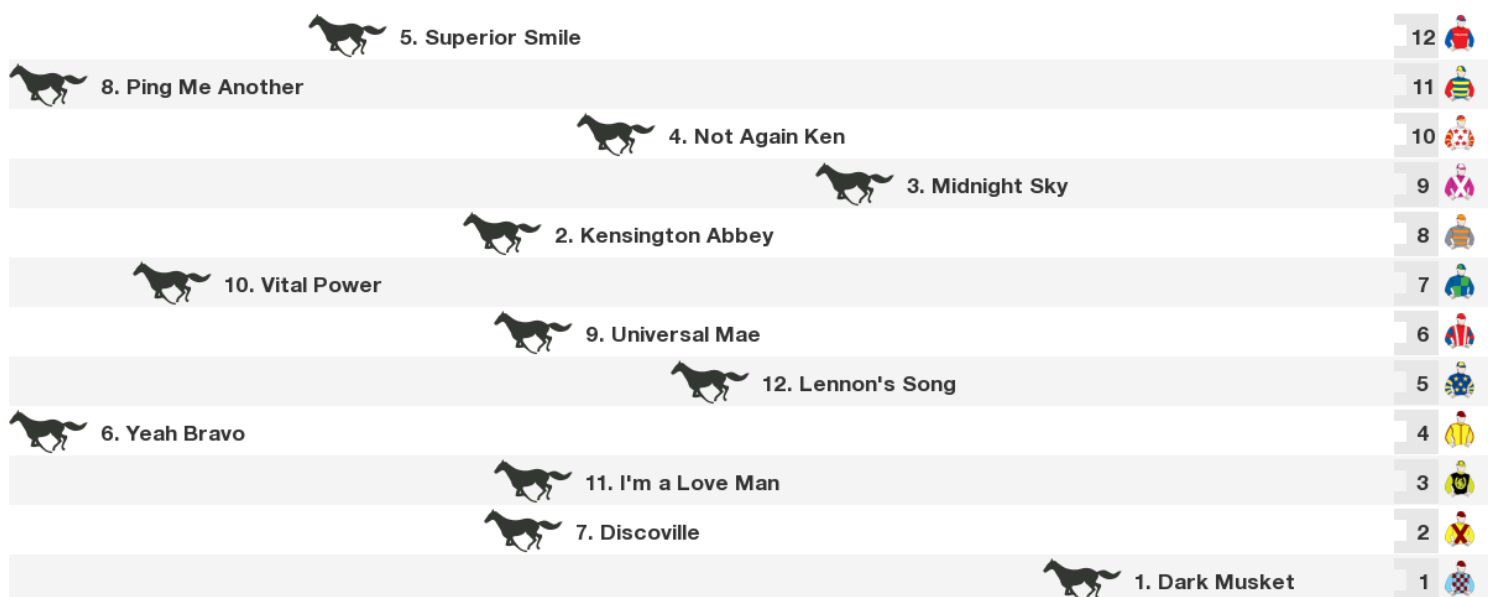 5. Superior Smile 12
8. Ping Me Another 11
4. Not Again Ken 10
3. Midnight Sky 9
2. Kensington Abbey 8
10. Vital Power 7
9. Universal Mae 6
12. Lennon's Song 5
6. Yeah Bravo 4
11. I'm a Love Man 3
7. Discoville 2
1. Dark Musket 1